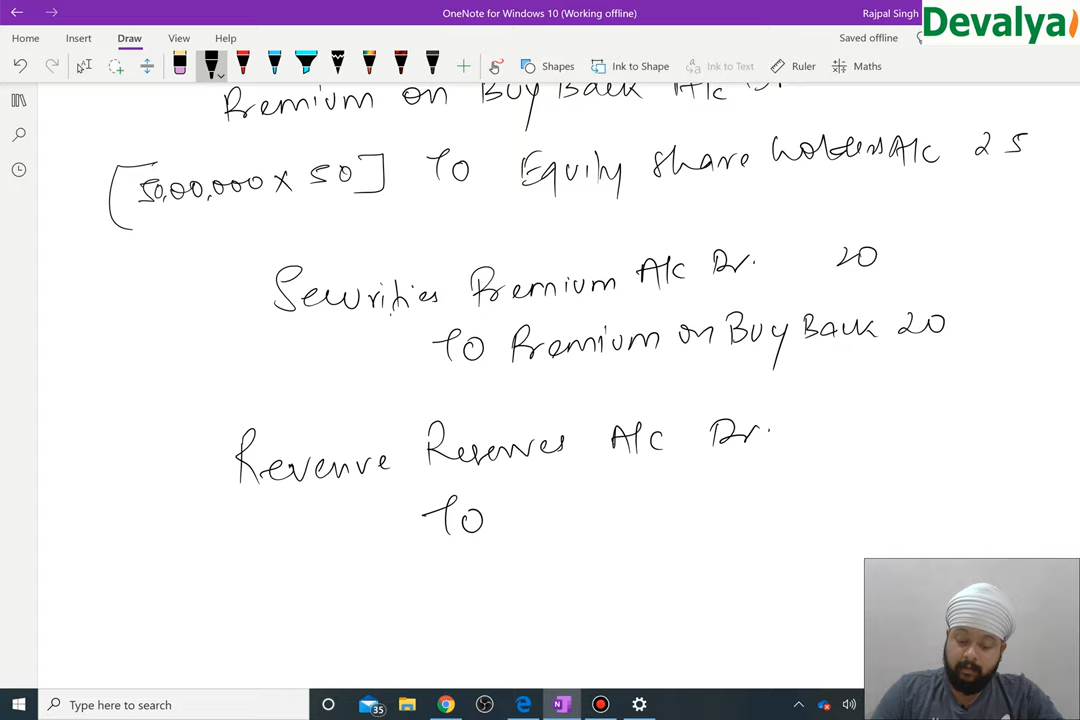 OneNote for Windows 10 (Working offline)
Rajpal Singh
Devalya
Home Insert Draw View Help
Saved offline
Shapes Ink to Shape Ink to Text Ruler Maths
Premium on Buy Back A/c Dr.
[50,00,000 x 50] To Equity Share holders A/c 25
Securities Premium A/c Dr. 20
To Premium on Buy Back 20
Revenue Reserves A/c Dr.
To
Type here to search
35